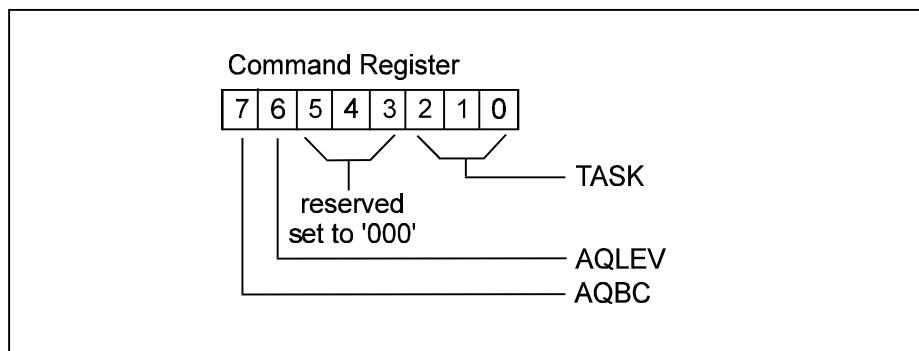 Command Register
7 6 5 4 3 2 1 0
TASK
reserved
set to '000'
AQLEV
AQBC